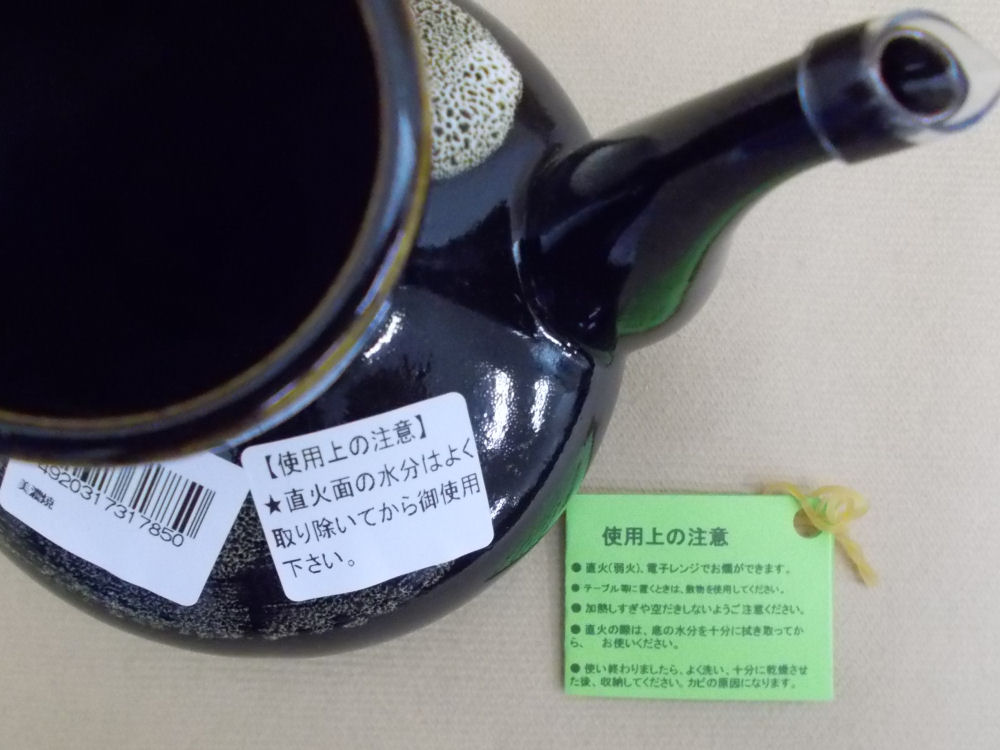 4920317317850
美濃焼
【使用上の注意】
★直火面の水分はよく
取り除いてから御使用
下さい。
使用上の注意
● 直火（弱火）、電子レンジでお燗ができます。
● テーブル等に置くときは、敷物を使用してください。
● 加熱しすぎや空だきしないようご注意ください。
● 直火の際は、底の水分を十分に拭き取ってか
ら、 お使いください。
● 使い終わりましたら、よく洗い、十分に乾燥させ
た後、収納してください。カビの原因になります。